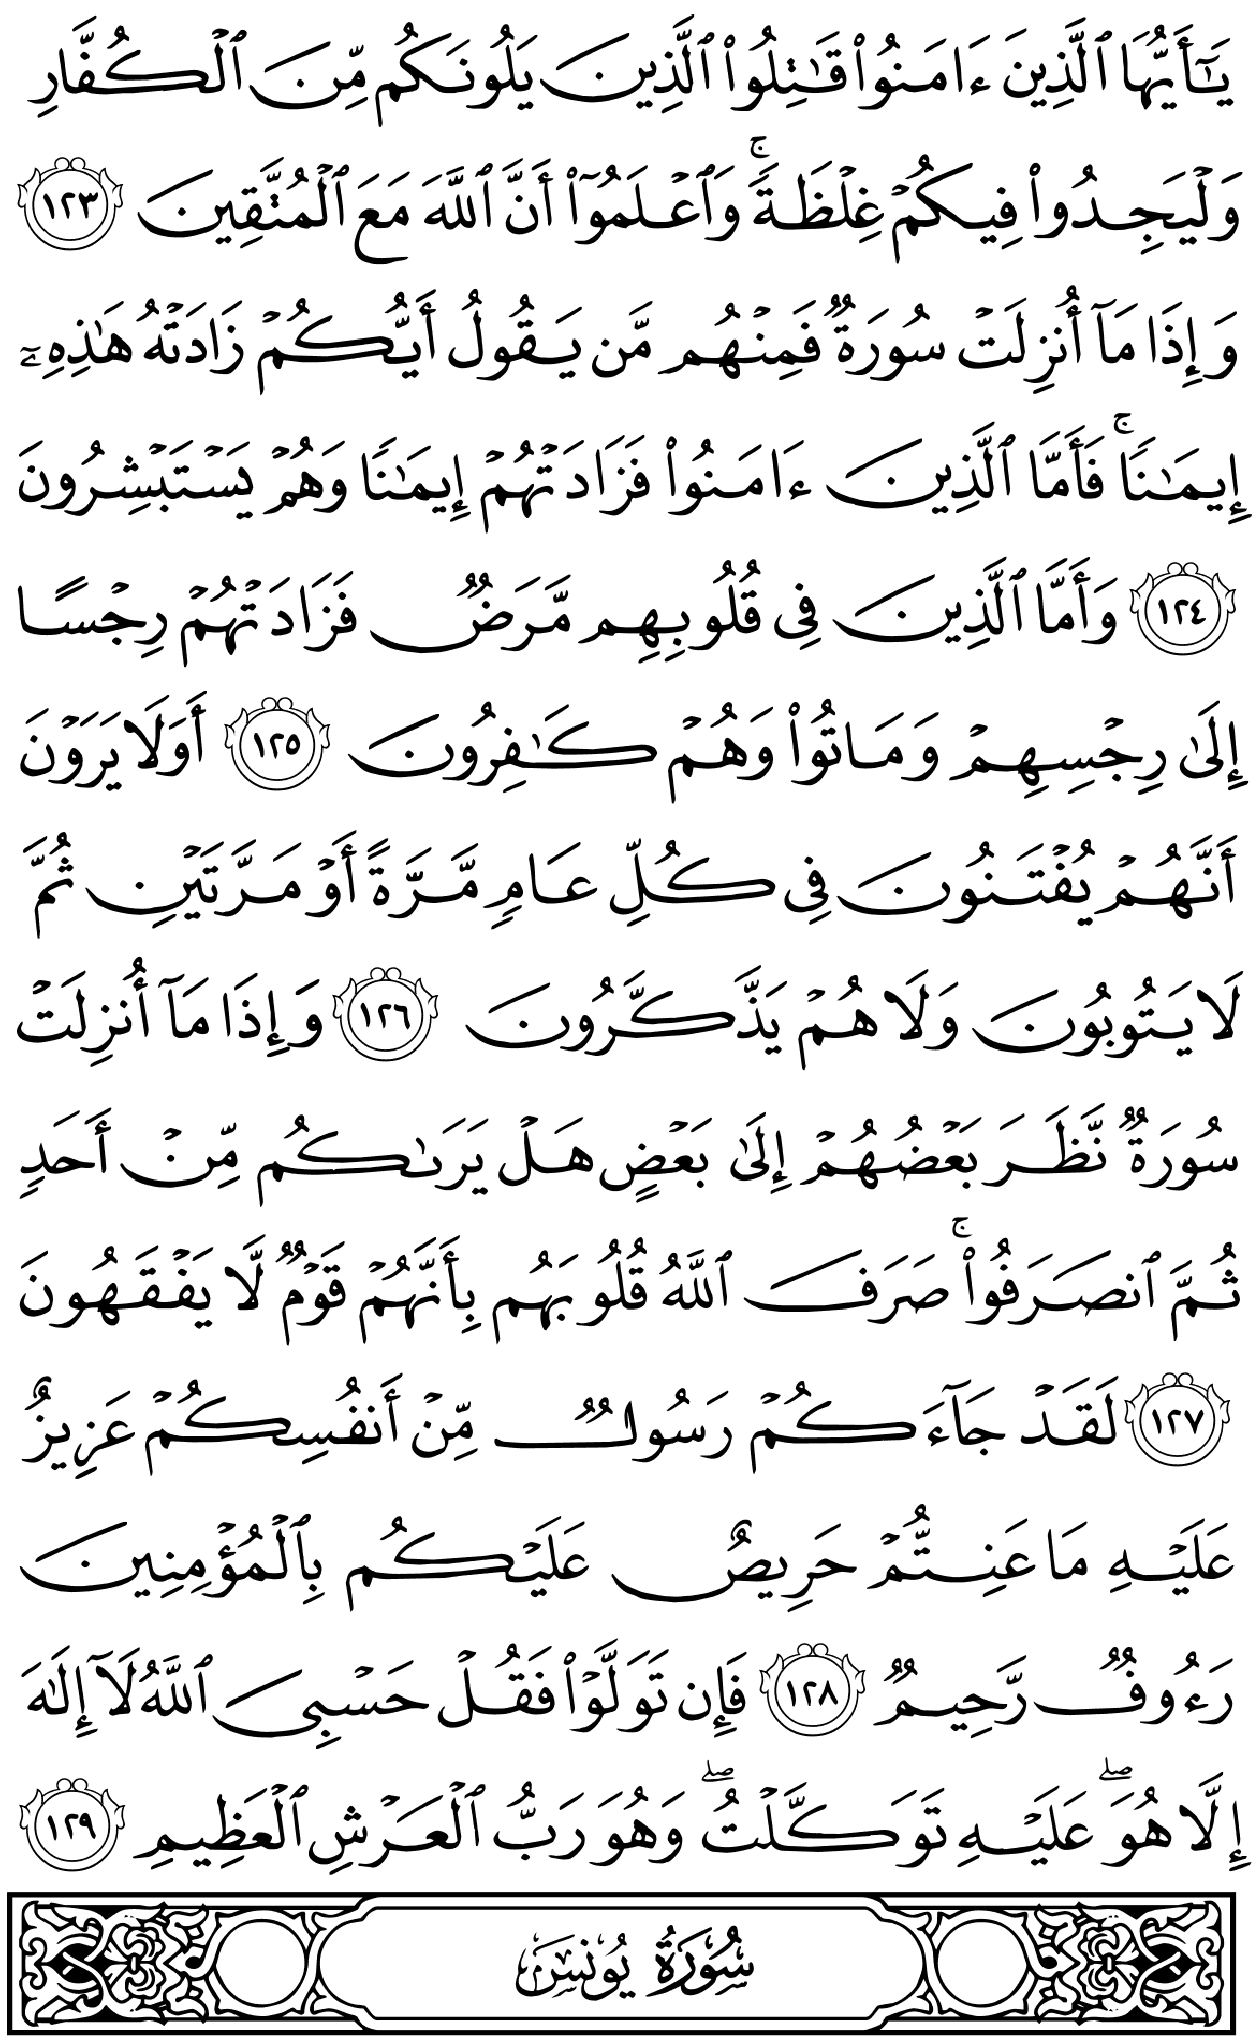 يَـٰٓأَيُّهَا ٱلَّذِينَ ءَامَنُوا۟ قَـٰتِلُوا۟ ٱلَّذِينَ يَلُونَكُم مِّنَ ٱلْكُفَّارِ
وَلْيَجِدُوا۟ فِيكُمْ غِلْظَةً ۚ وَٱعْلَمُوٓا۟ أَنَّ ٱللَّهَ مَعَ ٱلْمُتَّقِينَ ١٢٣
وَإِذَا مَآ أُنزِلَتْ سُورَةٌ فَمِنْهُم مَّن يَقُولُ أَيُّكُمْ زَادَتْهُ هَـٰذِهِۦٓ
إِيمَـٰنًا ۚ فَأَمَّا ٱلَّذِينَ ءَامَنُوا۟ فَزَادَتْهُمْ إِيمَـٰنًا وَهُمْ يَسْتَبْشِرُونَ
١٢٤ وَأَمَّا ٱلَّذِينَ فِى قُلُوبِهِم مَّرَضٌ فَزَادَتْهُمْ رِجْسًا
إِلَىٰ رِجْسِهِمْ وَمَاتُوا۟ وَهُمْ كَـٰفِرُونَ ١٢٥ أَوَلَا يَرَوْنَ
أَنَّهُمْ يُفْتَنُونَ فِى كُلِّ عَامٍ مَّرَّةً أَوْ مَرَّتَيْنِ ثُمَّ
لَا يَتُوبُونَ وَلَا هُمْ يَذَّكَّرُونَ ١٢٦ وَإِذَا مَآ أُنزِلَتْ
سُورَةٌ نَّظَرَ بَعْضُهُمْ إِلَىٰ بَعْضٍ هَلْ يَرَىٰكُم مِّنْ أَحَدٍ
ثُمَّ ٱنصَرَفُوا۟ ۚ صَرَفَ ٱللَّهُ قُلُوبَهُم بِأَنَّهُمْ قَوْمٌ لَّا يَفْقَهُونَ
١٢٧ لَقَدْ جَآءَكُمْ رَسُولٌ مِّنْ أَنفُسِكُمْ عَزِيزٌ
عَلَيْهِ مَا عَنِتُّمْ حَرِيصٌ عَلَيْكُم بِٱلْمُؤْمِنِينَ
رَءُوفٌ رَّحِيمٌ ١٢٨ فَإِن تَوَلَّوْا۟ فَقُلْ حَسْبِىَ ٱللَّهُ لَآ إِلَـٰهَ
إِلَّا هُوَ ۖ عَلَيْهِ تَوَكَّلْتُ ۖ وَهُوَ رَبُّ ٱلْعَرْشِ ٱلْعَظِيمِ ١٢٩
سُورَةُ يُونُسَ